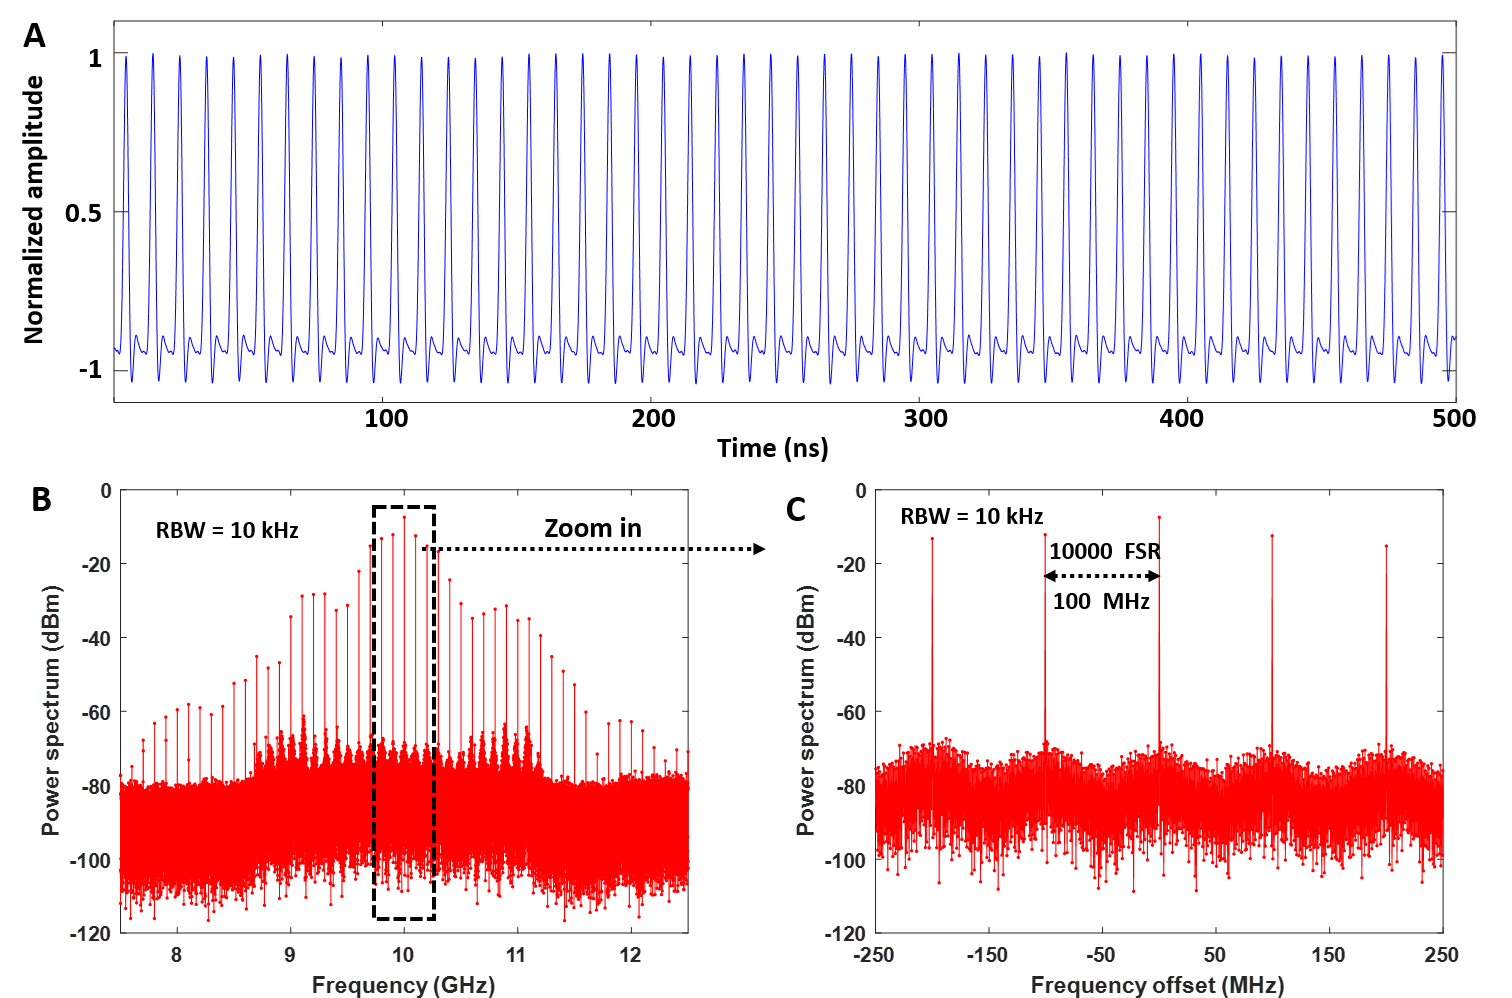 A
Normalized amplitude
1
0.5
-1
100
200
300
400
500
Time (ns)
B
RBW = 10 kHz
Zoom in
Power spectrum (dBm)
0
-20
-40
-60
-80
-100
-120
8
9
10
11
12
Frequency (GHz)
C
RBW = 10 kHz
10000 FSR
100 MHz
Power spectrum (dBm)
0
-20
-40
-60
-80
-100
-120
-250
-150
-50
50
150
250
Frequency offset (MHz)